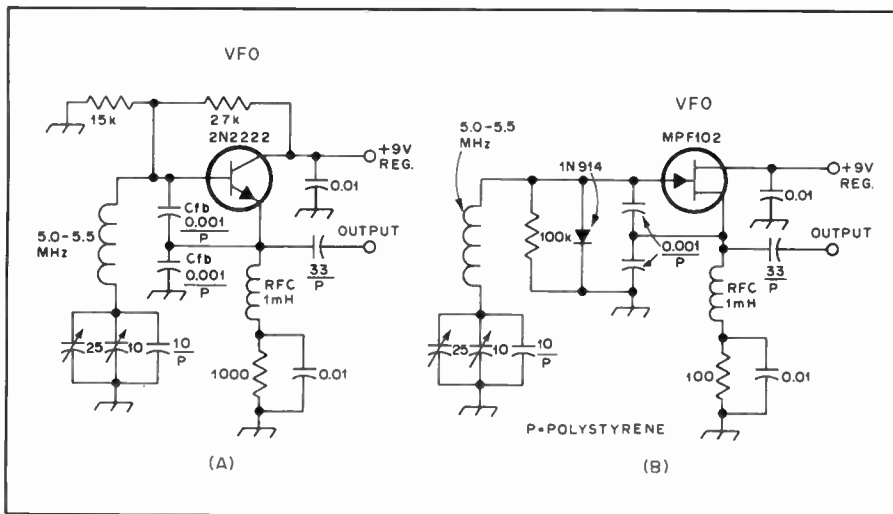 VFO
15k
27k
2N2222
+9V
REG.
0.01
Cfb
0.001
P
Cfb
0.001
P
5.0-5.5
MHz
OUTPUT
33
P
RFC
1mH
25
10
10
P
1000
0.01
(A)
VFO
5.0-5.5
MHz
1N914
MPF102
+9V
REG.
0.01
100k
0.001
P
OUTPUT
33
P
RFC
1mH
25
10
10
P
100
0.01
P=POLYSTYRENE
(B)